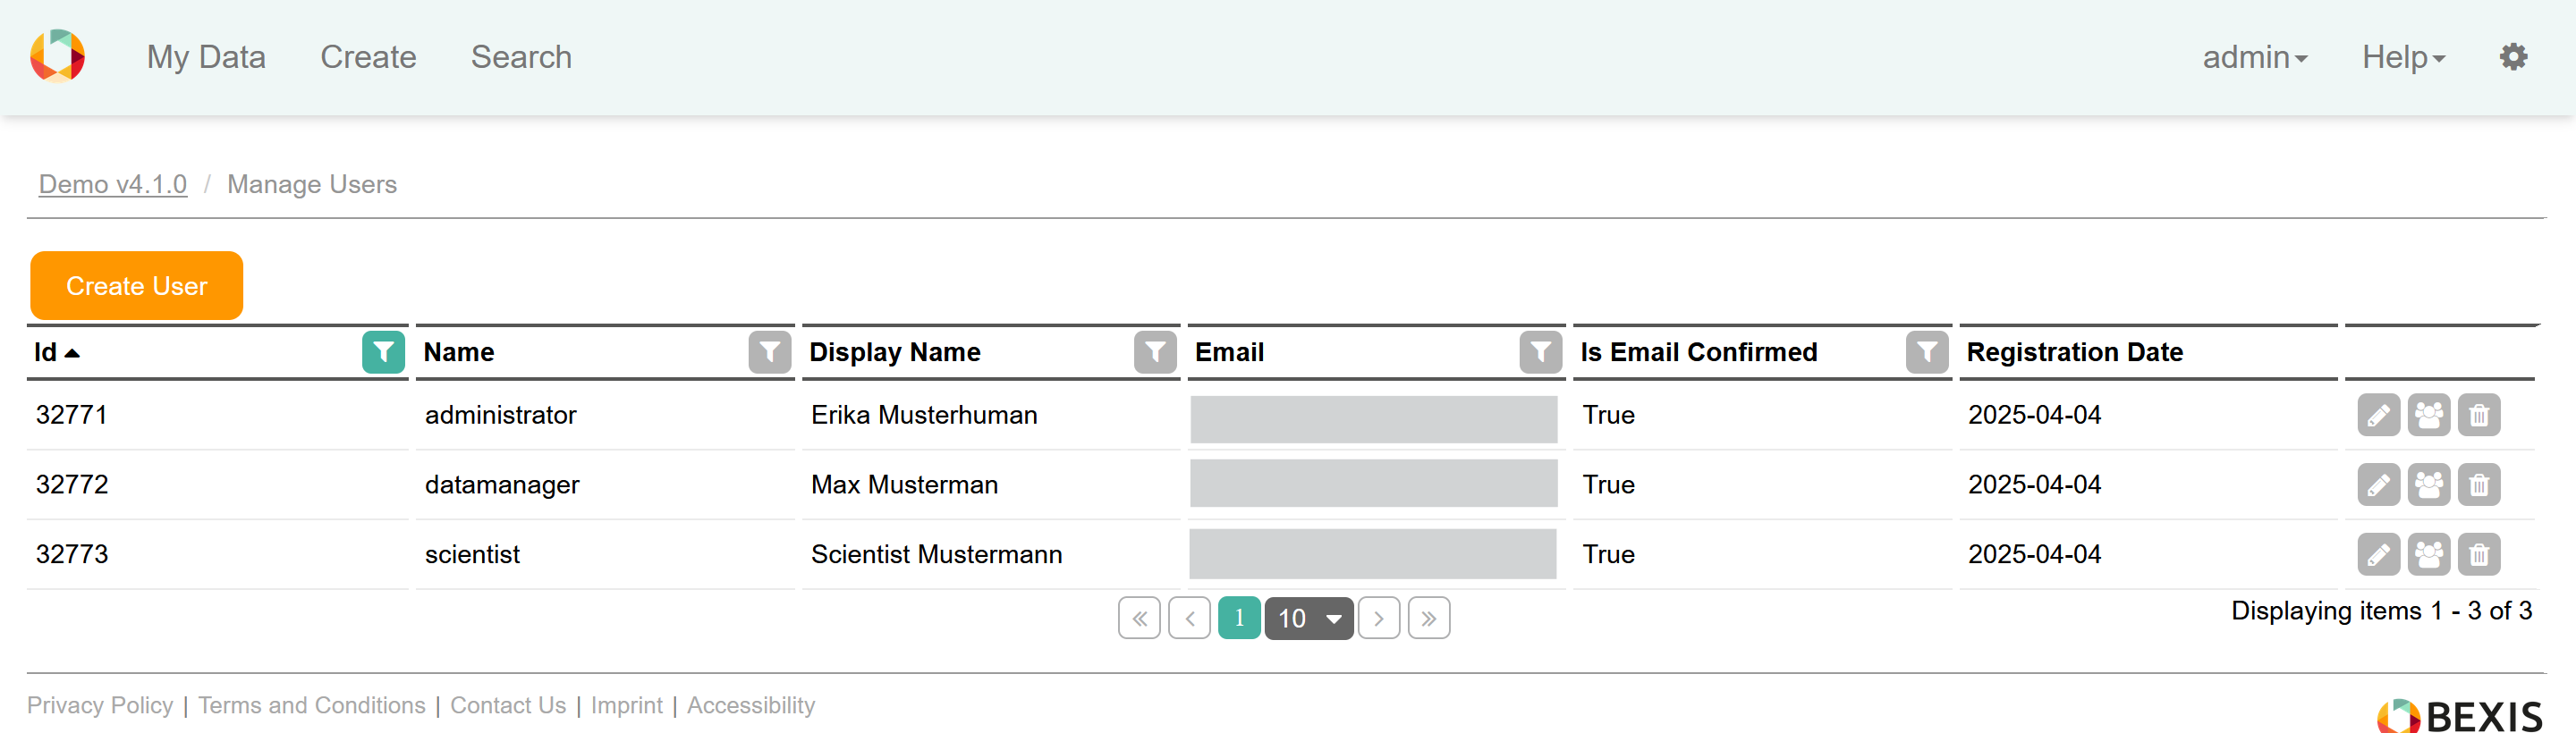 My Data Create Search admin Help
Demo v4.1.0 / Manage Users
Create User
Id Name Display Name Email Is Email Confirmed Registration Date
32771 administrator Erika Musterhuman True 2025-04-04
32772 datamanager Max Musterman True 2025-04-04
32773 scientist Scientist Mustermann True 2025-04-04
« ‹ 1 10 › »
Displaying items 1 - 3 of 3
Privacy Policy | Terms and Conditions | Contact Us | Imprint | Accessibility
BEXIS